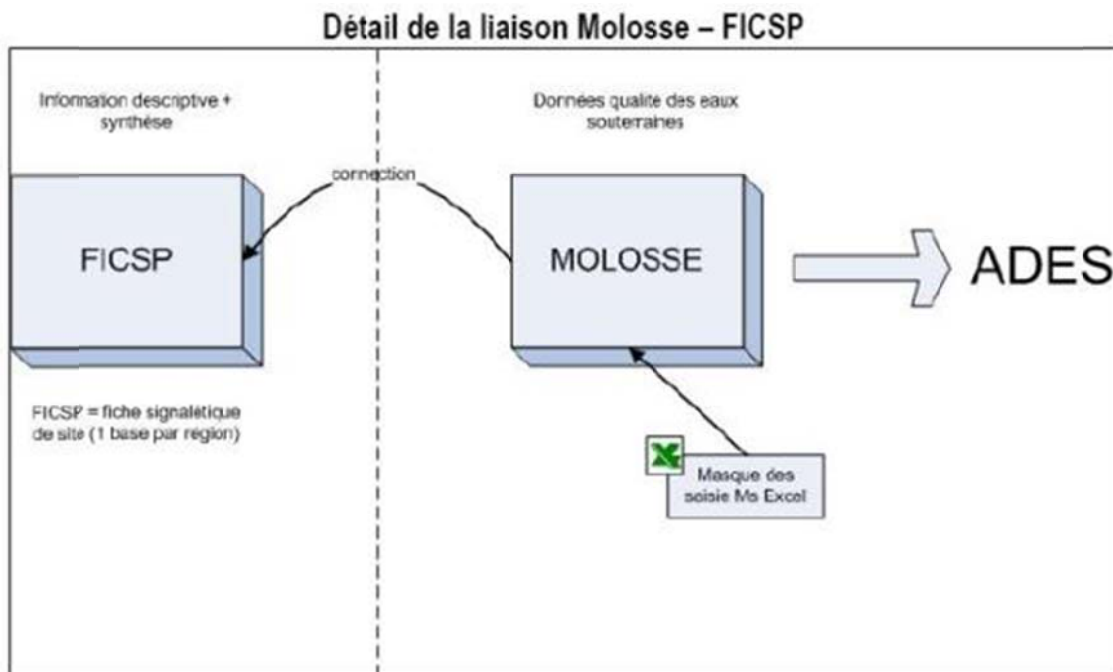 Détail de la liaison Molosse – FICSP
Information descriptive +
synthèse
Données qualité des eaux
souterraines
connection
FICSP
MOLOSSE
ADES
FICSP = fiche signalétique
de site (1 base par région)
Masque des
saisie Ms Excel